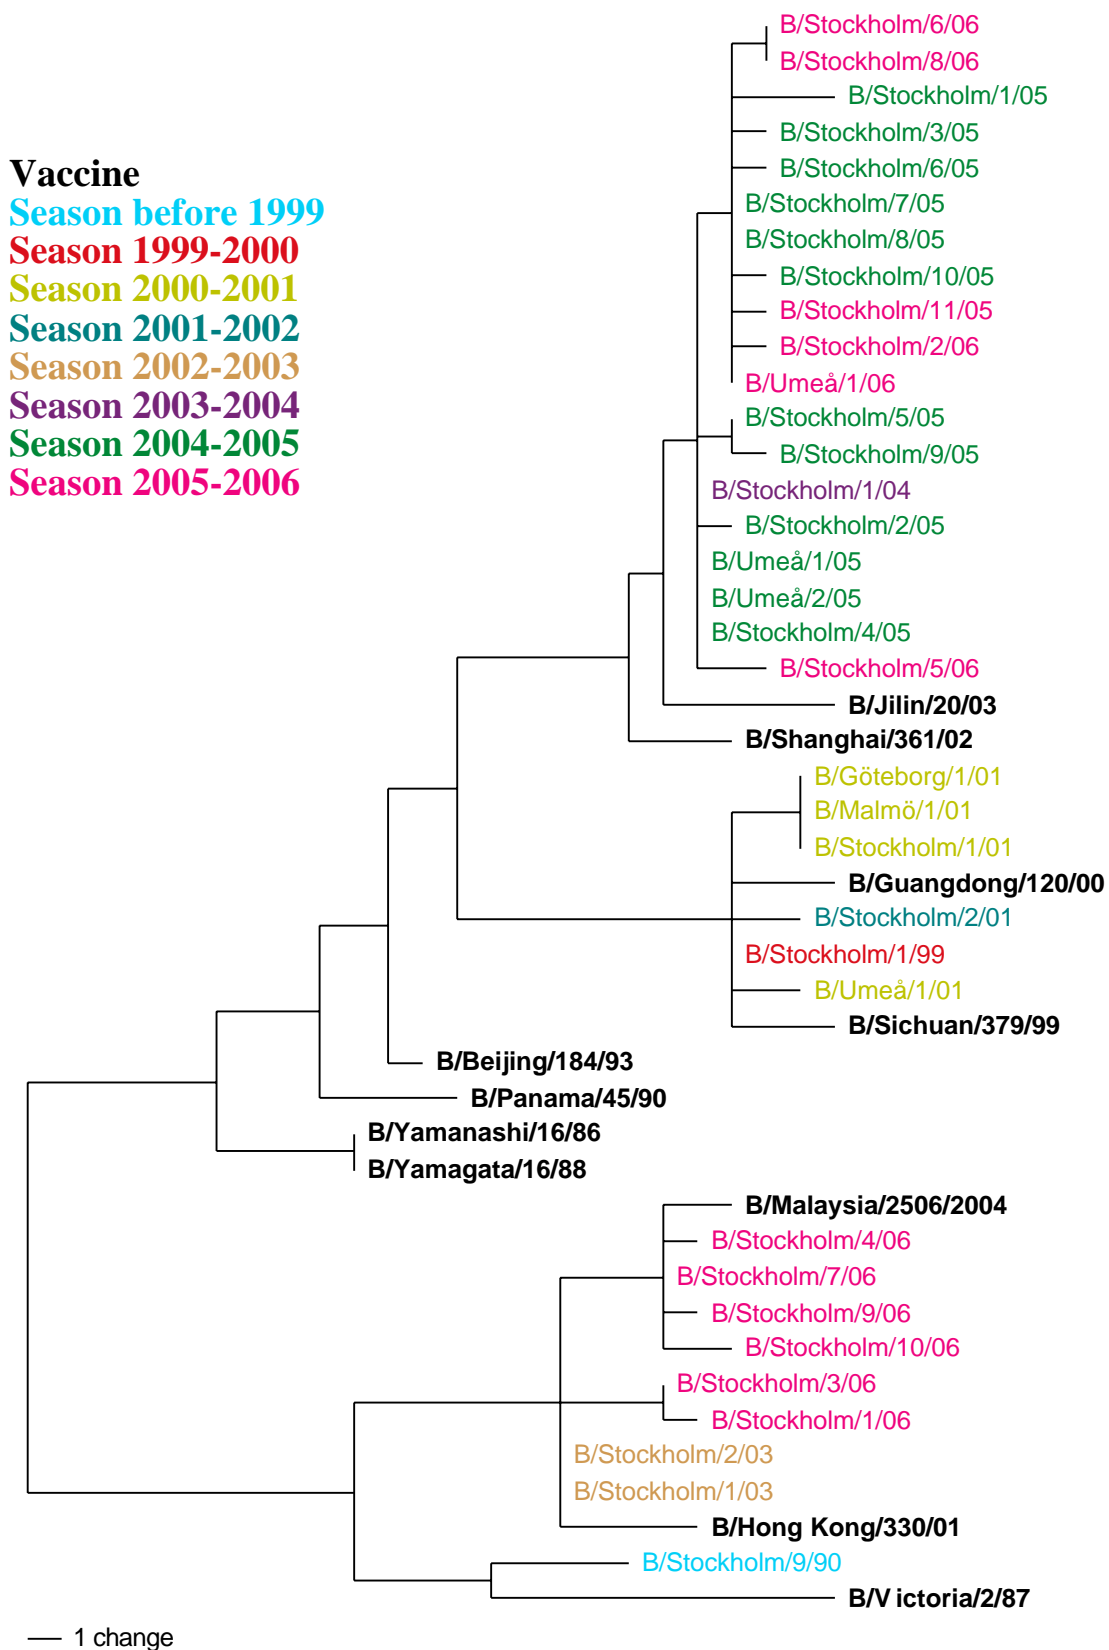 B/Stockholm/6/06
B/Stockholm/8/06
B/Stockholm/1/05
B/Stockholm/3/05
Vaccine
B/Stockholm/6/05
Season before 1999
B/Stockholm/7/05
Season 1999-2000
B/Stockholm/8/05
Season 2000-2001
B/Stockholm/10/05
Season 2001-2002
B/Stockholm/11/05
Season 2002-2003
B/Stockholm/2/06
Season 2003-2004
B/Umeå/1/06
Season 2004-2005
B/Stockholm/5/05
Season 2005-2006
B/Stockholm/9/05
B/Stockholm/1/04
B/Stockholm/2/05
B/Umeå/1/05
B/Umeå/2/05
B/Stockholm/4/05
B/Stockholm/5/06
B/Jilin/20/03
B/Shanghai/361/02
B/Göteborg/1/01
B/Malmö/1/01
B/Stockholm/1/01
B/Guangdong/120/00
B/Stockholm/2/01
B/Stockholm/1/99
B/Umeå/1/01
B/Sichuan/379/99
B/Beijing/184/93
B/Panama/45/90
B/Yamanashi/16/86
B/Yamagata/16/88
B/Malaysia/2506/2004
B/Stockholm/4/06
B/Stockholm/7/06
B/Stockholm/9/06
B/Stockholm/10/06
B/Stockholm/3/06
B/Stockholm/1/06
B/Stockholm/2/03
B/Stockholm/1/03
B/Hong Kong/330/01
B/Stockholm/9/90
B/V ictoria/2/87
1 change